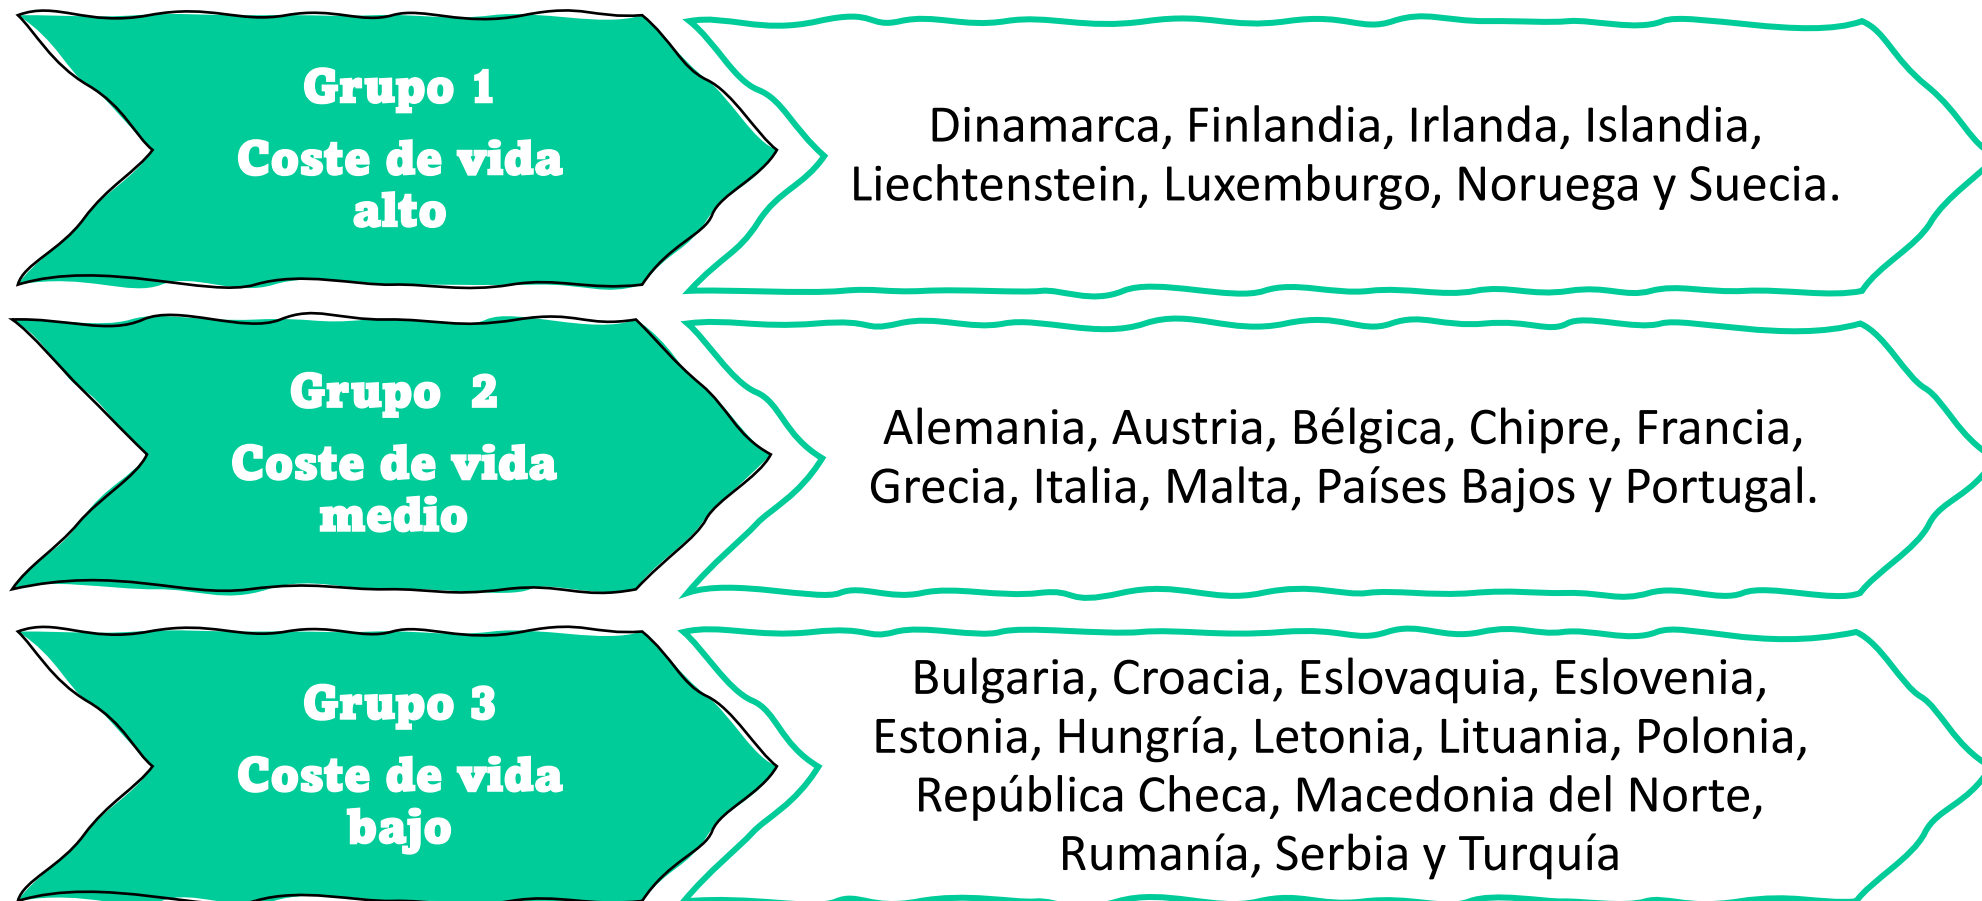 Grupo 1
Coste de vida
alto
Dinamarca, Finlandia, Irlanda, Islandia,
Liechtenstein, Luxemburgo, Noruega y Suecia.
Grupo 2
Coste de vida
medio
Alemania, Austria, Bélgica, Chipre, Francia,
Grecia, Italia, Malta, Países Bajos y Portugal.
Grupo 3
Coste de vida
bajo
Bulgaria, Croacia, Eslovaquia, Eslovenia,
Estonia, Hungría, Letonia, Lituania, Polonia,
República Checa, Macedonia del Norte,
Rumanía, Serbia y Turquía